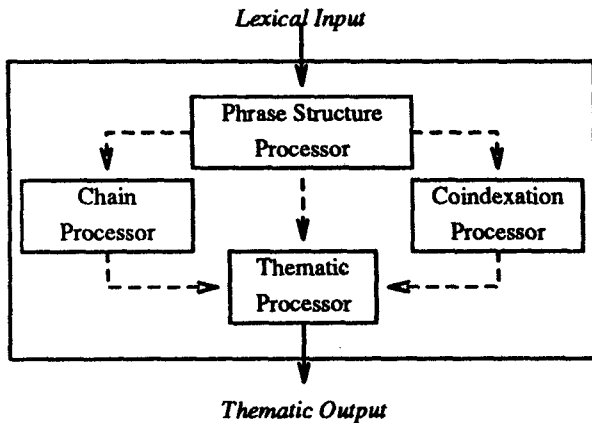 Lexical Input
Phrase Structure
Processor
Chain
Processor
Coindexation
Processor
Thematic
Processor
Thematic Output